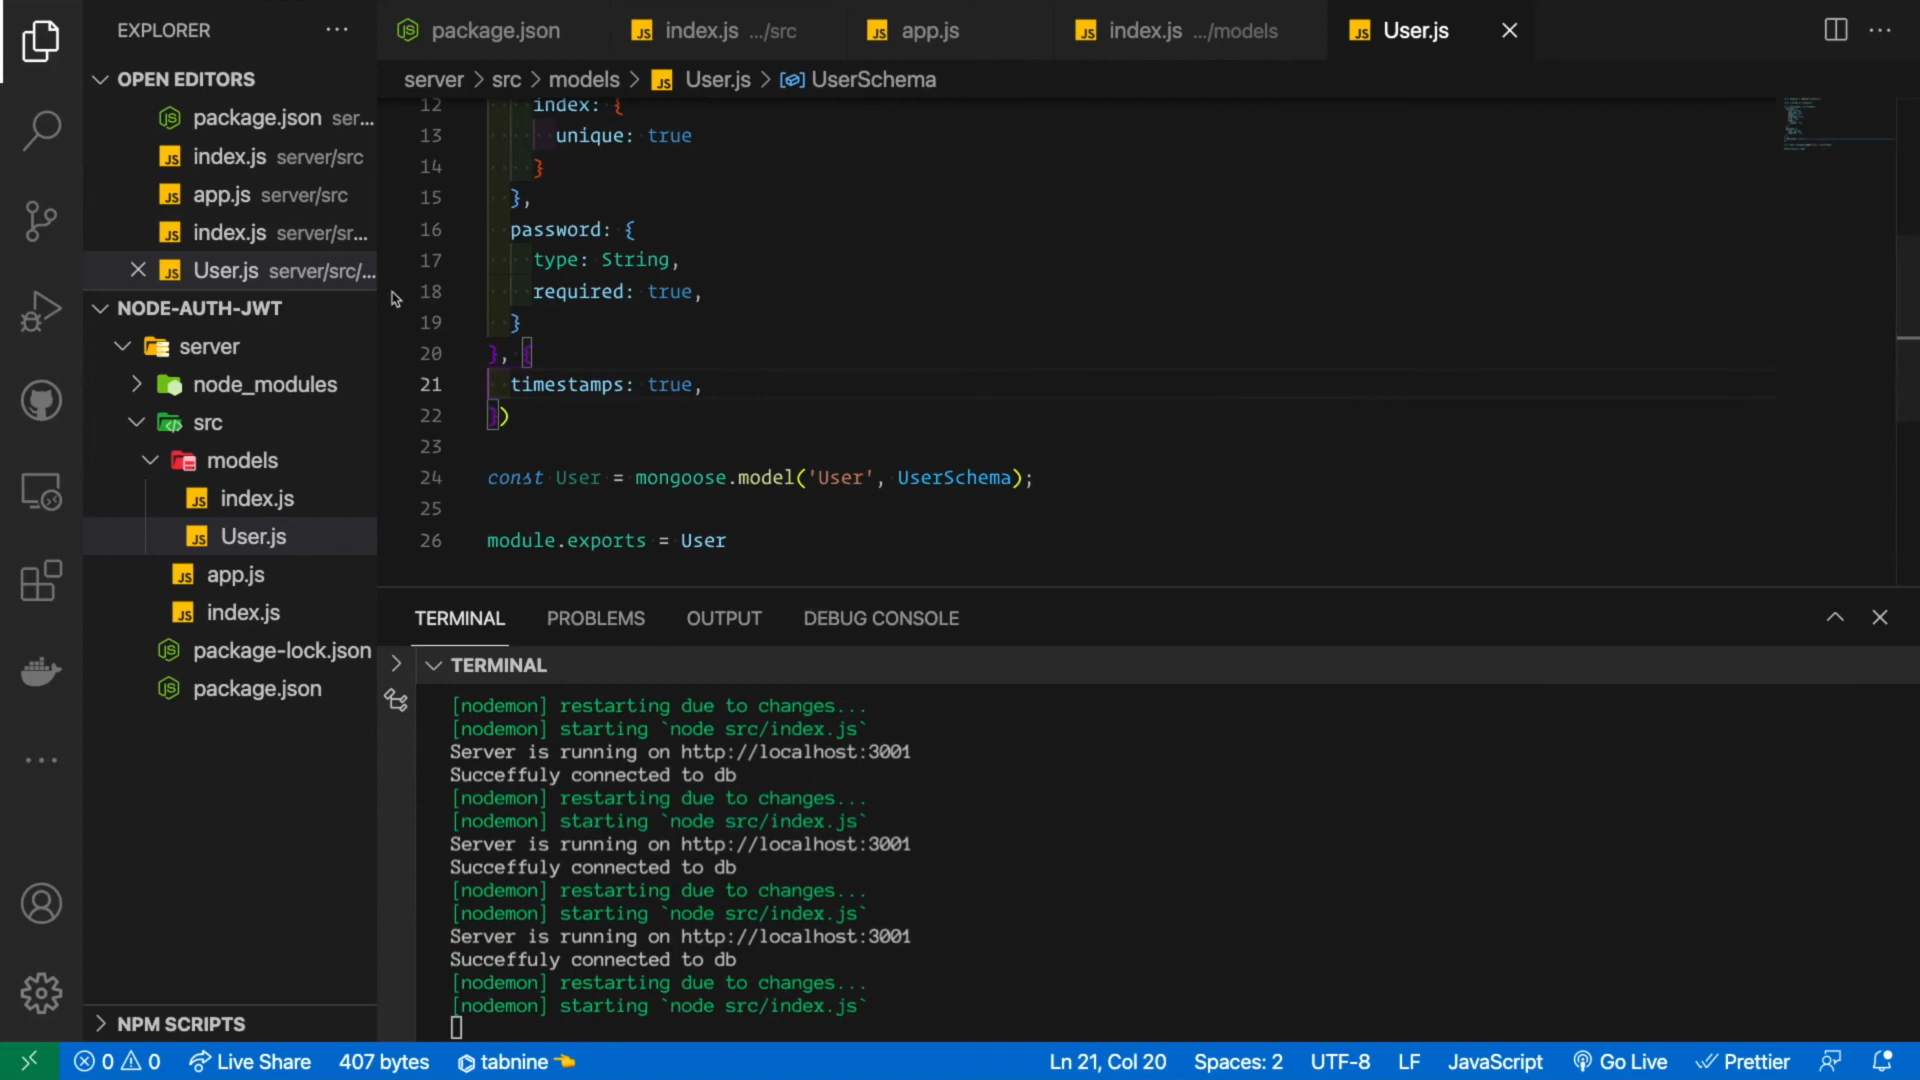 EXPLORER
OPEN EDITORS
package.json ser...
index.js server/src
app.js server/src
index.js server/sr...
User.js server/src/...
NODE-AUTH-JWT
server
node_modules
src
models
index.js
User.js
app.js
index.js
package-lock.json
package.json
NPM SCRIPTS
package.json
index.js .../src
app.js
index.js .../models
User.js
server > src > models > JS User.js > UserSchema
12 index: {
13 unique: true
14 }
15 },
16 password: {
17 type: String,
18 required: true,
19 }
20 }, {
21 timestamps: true,
22 })
23
24 const User = mongoose.model('User', UserSchema);
25
26 module.exports = User
TERMINAL PROBLEMS OUTPUT DEBUG CONSOLE
TERMINAL
[nodemon] restarting due to changes...
[nodemon] starting `node src/index.js`
Server is running on http://localhost:3001
Succeffuly connected to db
[nodemon] restarting due to changes...
[nodemon] starting `node src/index.js`
Server is running on http://localhost:3001
Succeffuly connected to db
[nodemon] restarting due to changes...
[nodemon] starting `node src/index.js`
Server is running on http://localhost:3001
Succeffuly connected to db
[nodemon] restarting due to changes...
[nodemon] starting `node src/index.js`
0 0 Live Share 407 bytes tabnine Ln 21, Col 20 Spaces: 2 UTF-8 LF JavaScript Go Live Prettier